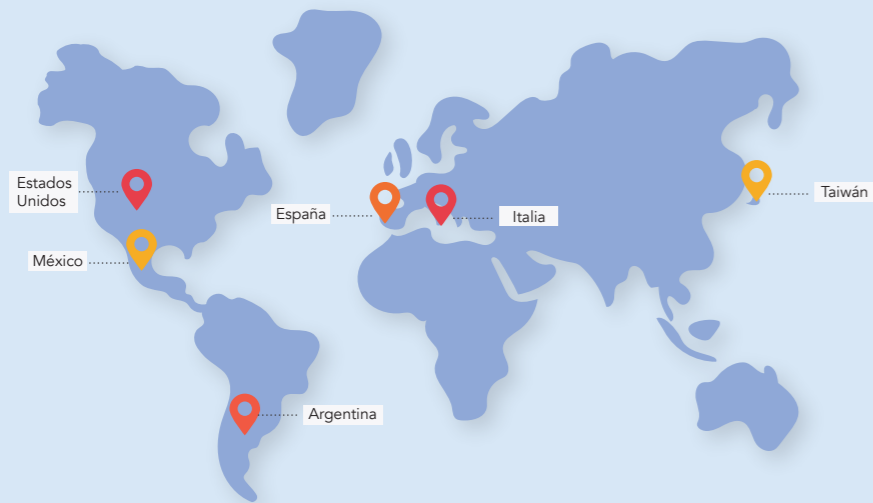 Estados
Unidos
México
España
Italia
Taiwán
Argentina